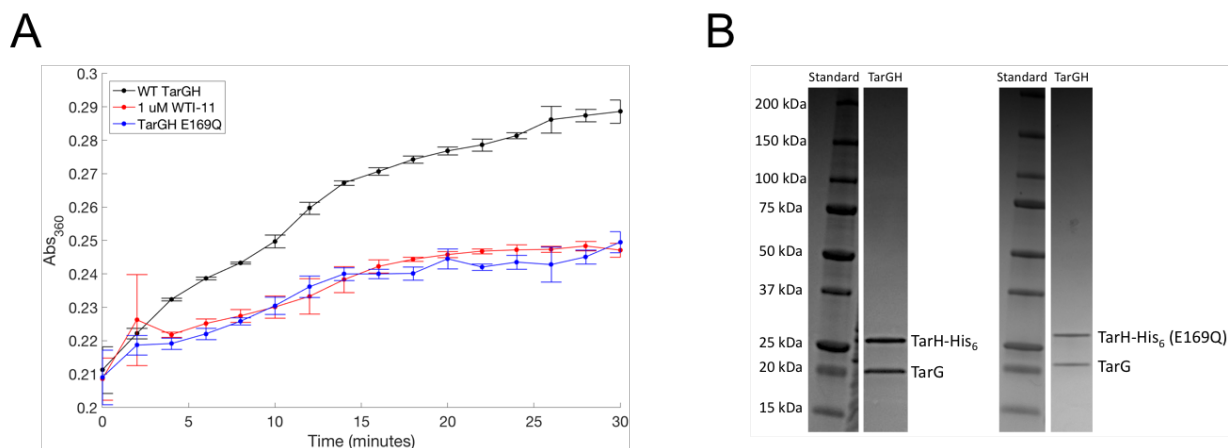 A
B
0.3
0.29
0.28
0.27
0.26
0.25
0.24
0.23
0.22
0.21
0.2
Abs360
WT TarGH
1 uM WTI-11
TarGH E169Q
0 5 10 15 20 25 30
Time (minutes)
Standard TarGH Standard TarGH
200 kDa
150 kDa
100 kDa
75 kDa
50 kDa
37 kDa
25 kDa
20 kDa
15 kDa
TarH-His6
TarG
TarH-His6 (E169Q)
TarG